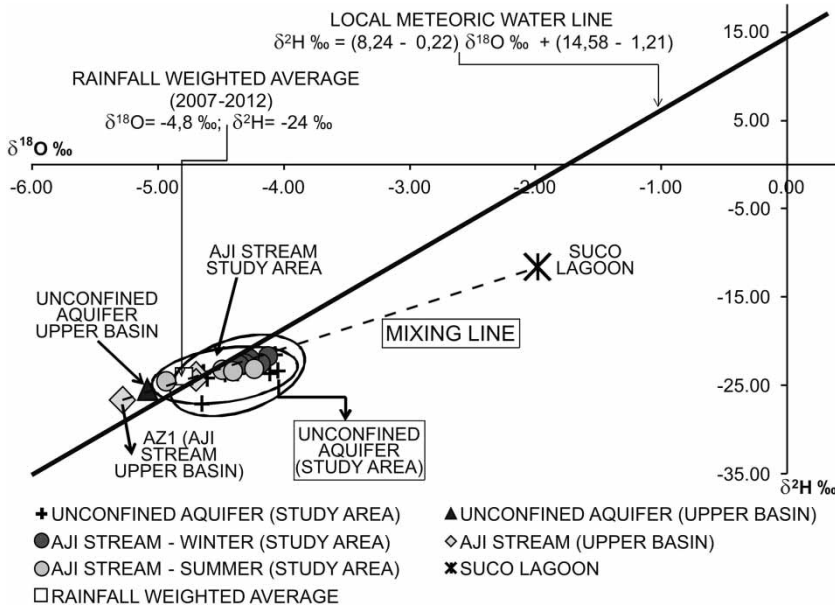 LOCAL METEORIC WATER LINE
δ²H ‰ = (8,24 - 0,22) δ¹⁸O ‰ + (14,58 - 1,21)
15.00
RAINFALL WEIGHTED AVERAGE
(2007-2012)
δ¹⁸O= -4,8 ‰; δ²H= -24 ‰
5.00
δ¹⁸O ‰
-6.00 -5.00 -4.00 -3.00 -2.00 -1.00 0.00
-5.00
AJI STREAM
STUDY AREA
SUCO
LAGOON
UNCONFINED
AQUIFER
UPPER BASIN
-15.00
MIXING LINE
-25.00
AZ1 (AJI
STREAM
UPPER BASIN)
UNCONFINED
AQUIFER
(STUDY AREA)
-35.00
δ²H ‰
UNCONFINED AQUIFER (STUDY AREA)
UNCONFINED AQUIFER (UPPER BASIN)
AJI STREAM - WINTER (STUDY AREA)
AJI STREAM (UPPER BASIN)
AJI STREAM - SUMMER (STUDY AREA)
SUCO LAGOON
RAINFALL WEIGHTED AVERAGE